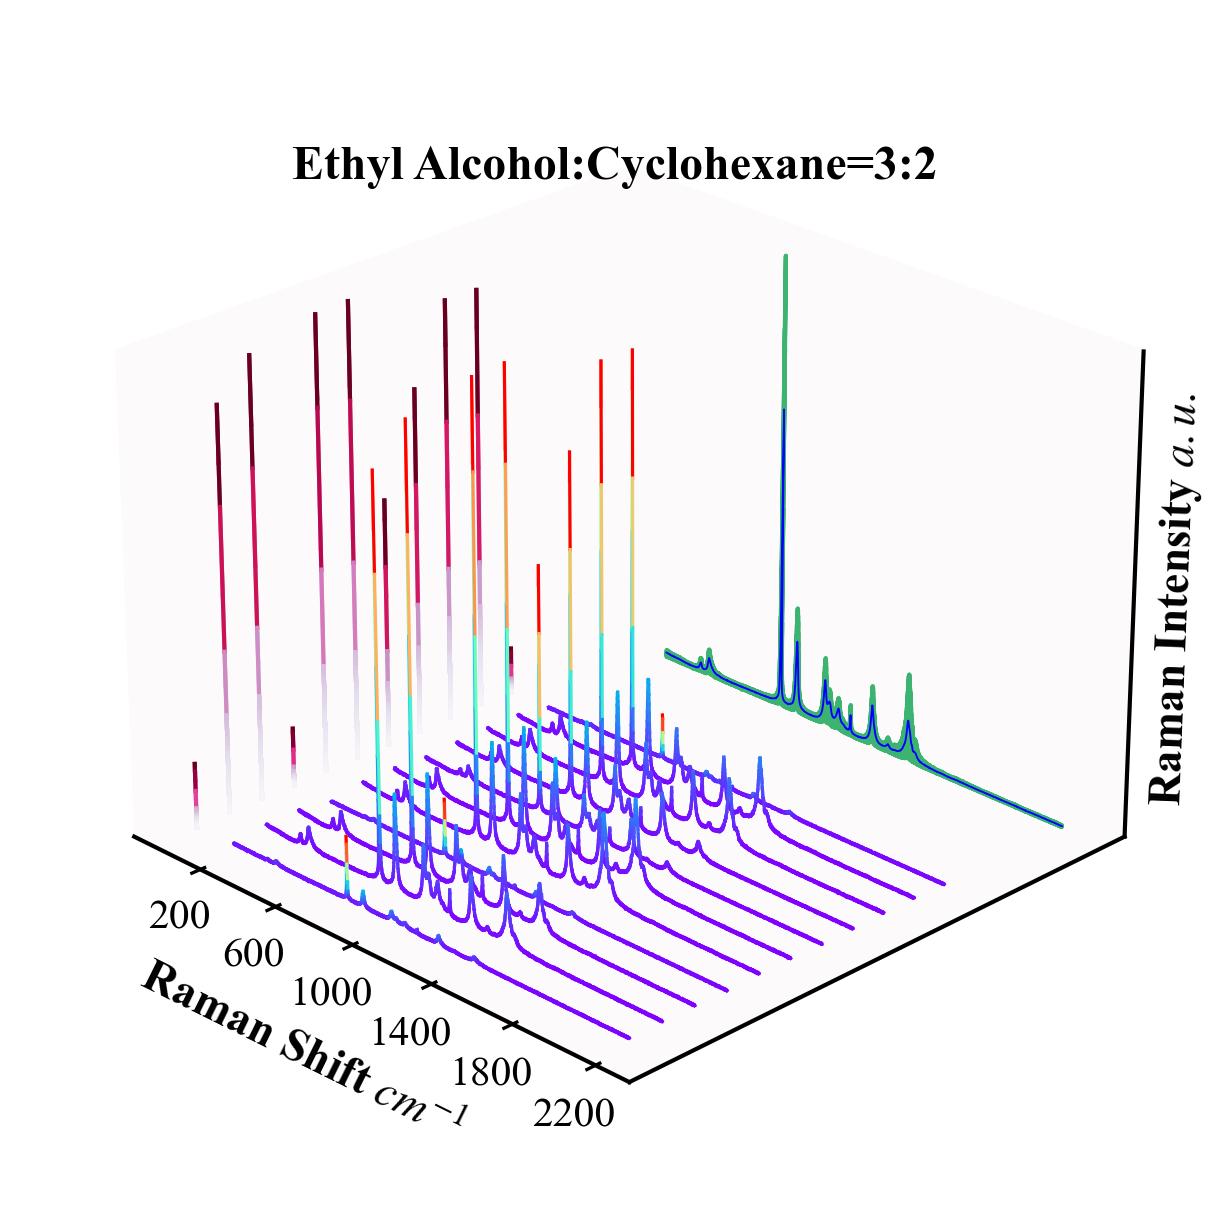 Ethyl Alcohol:Cyclohexane=3:2
200
600
1000
1400
1800
2200
Raman Shift cm⁻¹
Raman Intensity a.u.